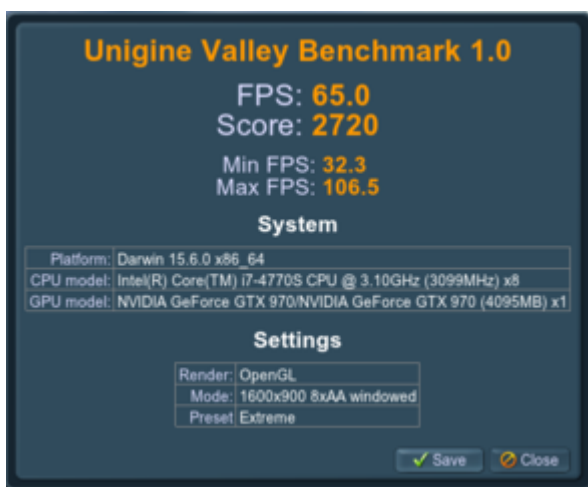 Unigine Valley Benchmark 1.0
FPS: 65.0
Score: 2720
Min FPS: 32.3
Max FPS: 106.5
System
Platform: Darwin 15.6.0 x86_64
CPU model: Intel(R) Core(TM) i7-4770S CPU @ 3.10GHz (3099MHz) x8
GPU model: NVIDIA GeForce GTX 970/NVIDIA GeForce GTX 970 (4095MB) x1
Settings
Render: OpenGL
Mode: 1600x900 8xAA windowed
Preset Extreme
Save Close